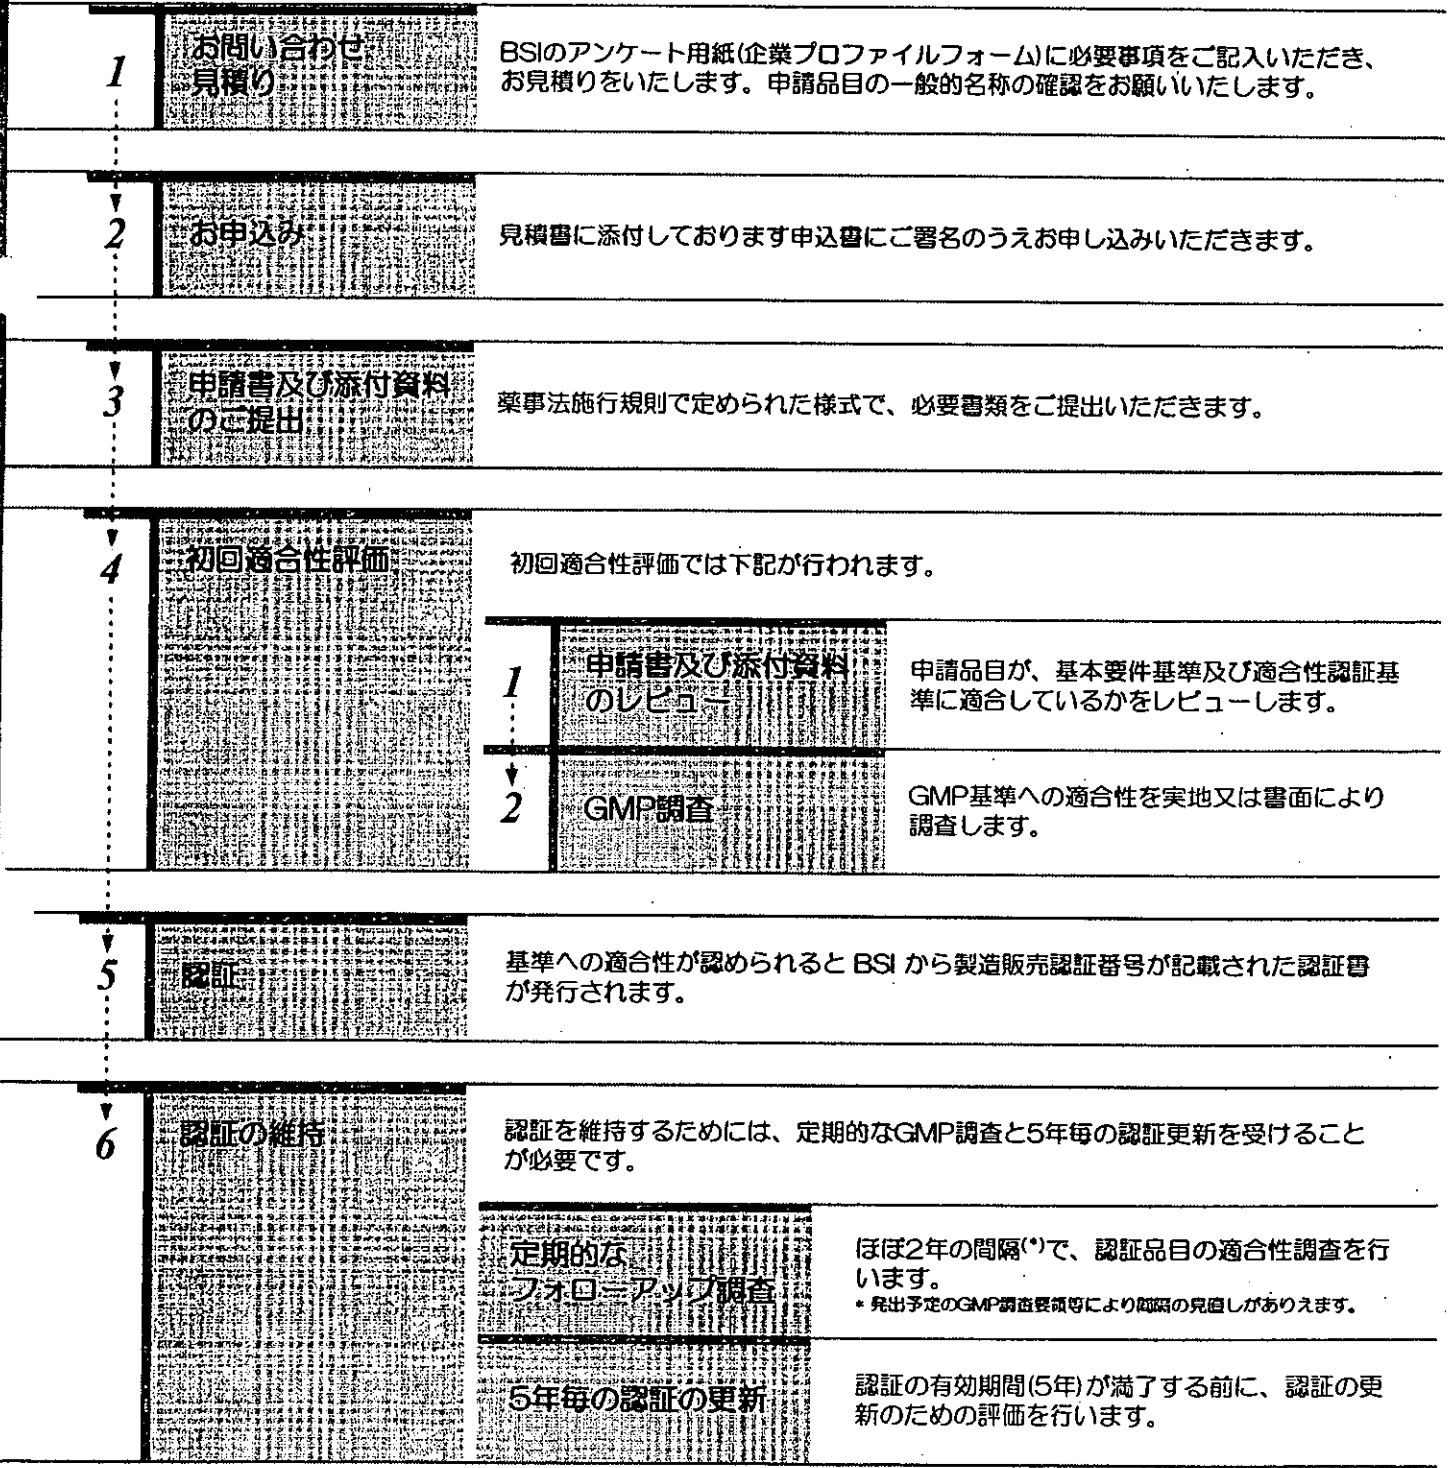 1
お問い合わせ
見積り
BSIのアンケート用紙(企業プロファイルフォーム)に必要事項をご記入いただき、
お見積りをいたします。申請品目の一般的名称の確認をお願いいたします。
2
お申込み
見積書に添付しております申込書にご署名のうえお申し込みいただきます。
3
申請書及び添付資料
のご提出
薬事法施行規則で定められた様式で、必要書類をご提出いただきます。
4
初回適合性評価
初回適合性評価では下記が行われます。
1
申請書及び添付資料
のレビュー
申請品目が、基本要件基準及び適合性認証基
準に適合しているかをレビューします。
2
GMP調査
GMP基準への適合性を実地又は書面により
調査します。
5
認証
基準への適合性が認められると BSI から製造販売認証番号が記載された認証書
が発行されます。
6
認証の維持
認証を維持するためには、定期的なGMP調査と5年毎の認証更新を受けること
が必要です。
定期的な
フォローアップ調査
ほぼ2年の間隔(*)で、認証品目の適合性調査を行
います。
* 発出予定のGMP調査要領等により間隔の見直しがありえます。
5年毎の認証の更新
認証の有効期間(5年)が満了する前に、認証の更
新のための評価を行います。